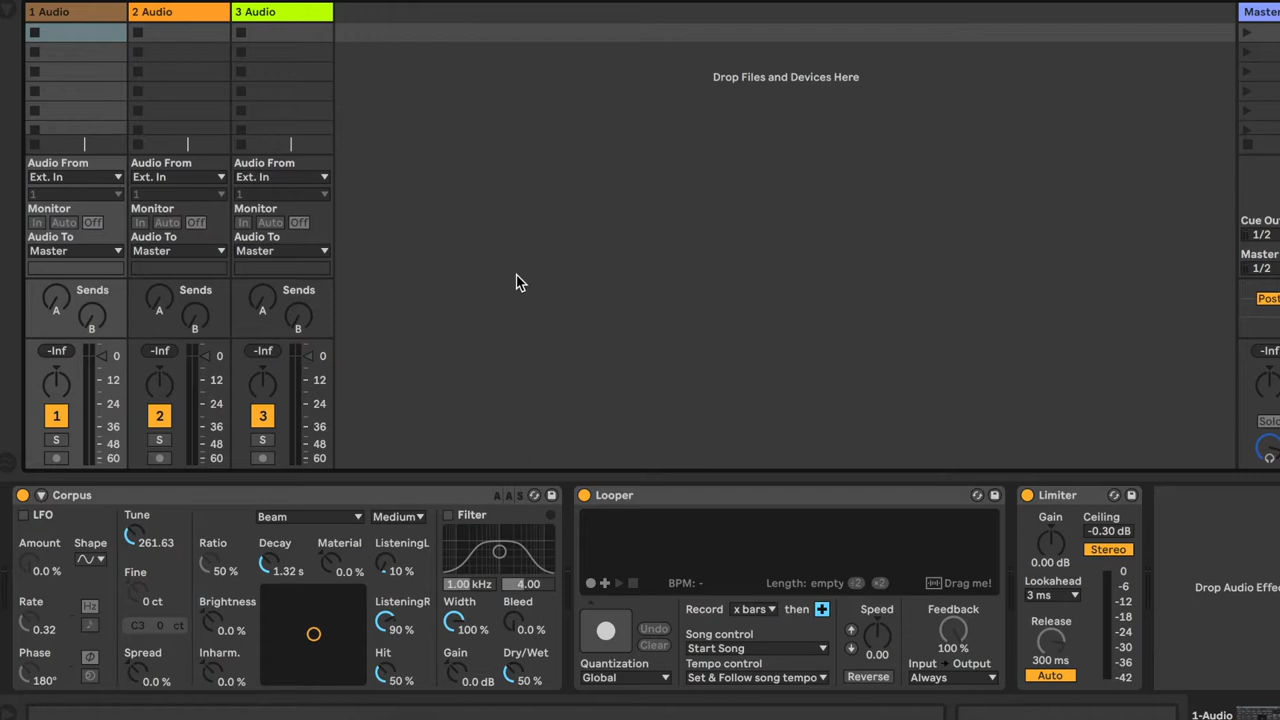 1 Audio 2 Audio 3 Audio Master
Drop Files and Devices Here
Audio From Audio From Audio From
Ext. In Ext. In Ext. In
1 1 1
Monitor Monitor Monitor
In Auto Off In Auto Off In Auto Off
Cue Ou
Audio To Audio To Audio To
1/2
Master Master Master
Master
1/2
Sends Sends Sends
A A A
Post
B B B
-Inf -Inf -Inf -Inf
0 0 0
12 12 12
24 24 24
1 2 3
Solo
36 36 36
S S S
48 48 48
60 60 60
Corpus A A S Looper Limiter
LFO Tune Beam Medium Filter Gain Ceiling
261.63 -0.30 dB
Amount Shape Ratio Decay Material ListeningL Stereo
0.00 dB
0.0 % 50 % 1.32 s 0.0 % 10 % 0
Fine 1.00 kHz 4.00 BPM: - Length: empty ÷2 ×2 Drag me! Lookahead -6
0 ct 3 ms -12
Rate Hz Brightness ListeningR Width Bleed Record x bars then Speed Feedback -18
0.32 C3 0 ct 0.0 % 90 % 100 % 0.0 % Undo Song control Release -24
Clear Start Song -30
Phase Spread Inharm. Hit Gain Dry/Wet 0.00 100 % 300 ms -36
Quantization Tempo control Input Output
180° 0.0 % 0.0 % 50 % 0.0 dB 50 % Global Set & Follow song tempo Reverse Always Auto -42
Drop Audio Effe
1-Audio